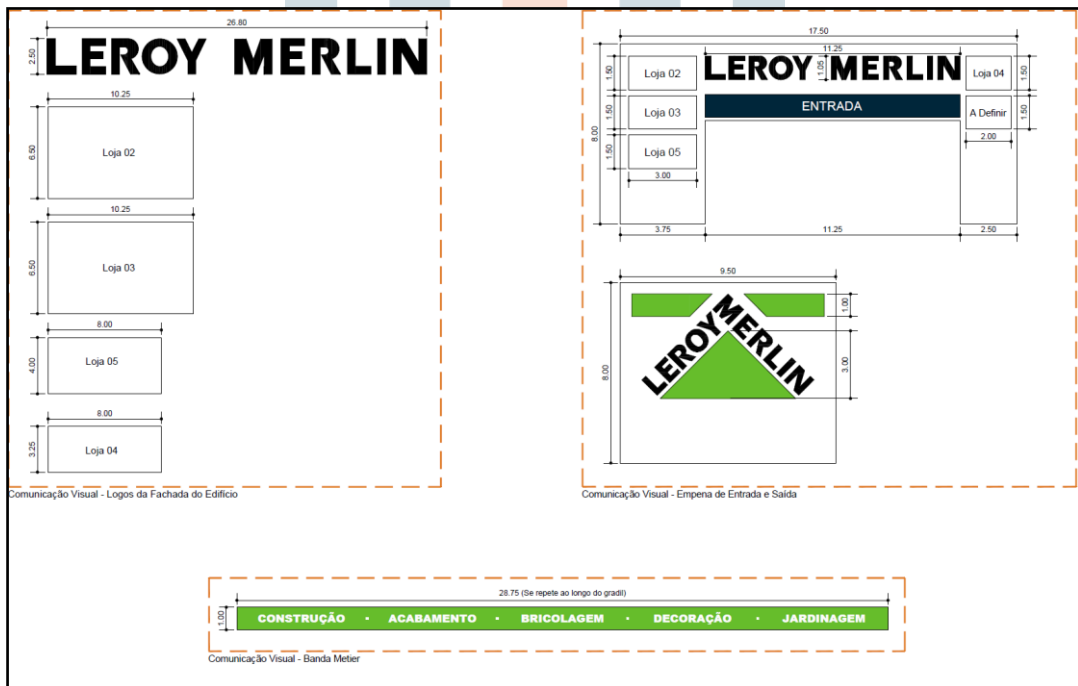 26.80
2.50
LEROY MERLIN
10.25
6.50
Loja 02
10.25
6.50
Loja 03
8.00
4.00
Loja 05
8.00
3.25
Loja 04
Comunicação Visual - Logos da Fachada do Edifício
17.50
11.25
8.00
1.50
Loja 02
LEROY MERLIN
1.05
Loja 04
1.50
1.50
Loja 03
ENTRADA
A Definir
1.50
1.50
Loja 05
2.00
3.00
3.75
11.25
2.50
9.50
8.00
LEROY MERLIN
1.00
3.00
Comunicação Visual - Empena de Entrada e Saída
28.75 (Se repete ao longo do gradil)
1.00
CONSTRUÇÃO · ACABAMENTO · BRICOLAGEM · DECORAÇÃO · JARDINAGEM
Comunicação Visual - Banda Metier